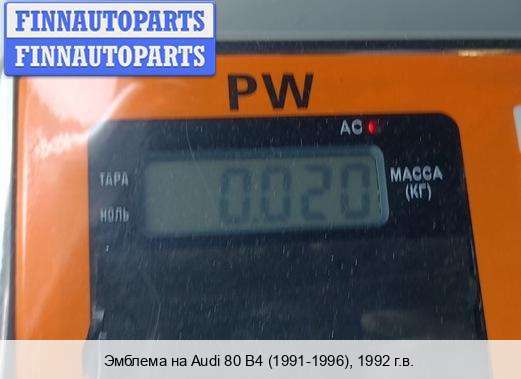 FINNAUTOPARTS
FINNAUTOPARTS
PW
AC
ТАРА
0.020
МАССА
(КГ)
НОЛЬ
Эмблема на Audi 80 B4 (1991-1996), 1992 г.в.